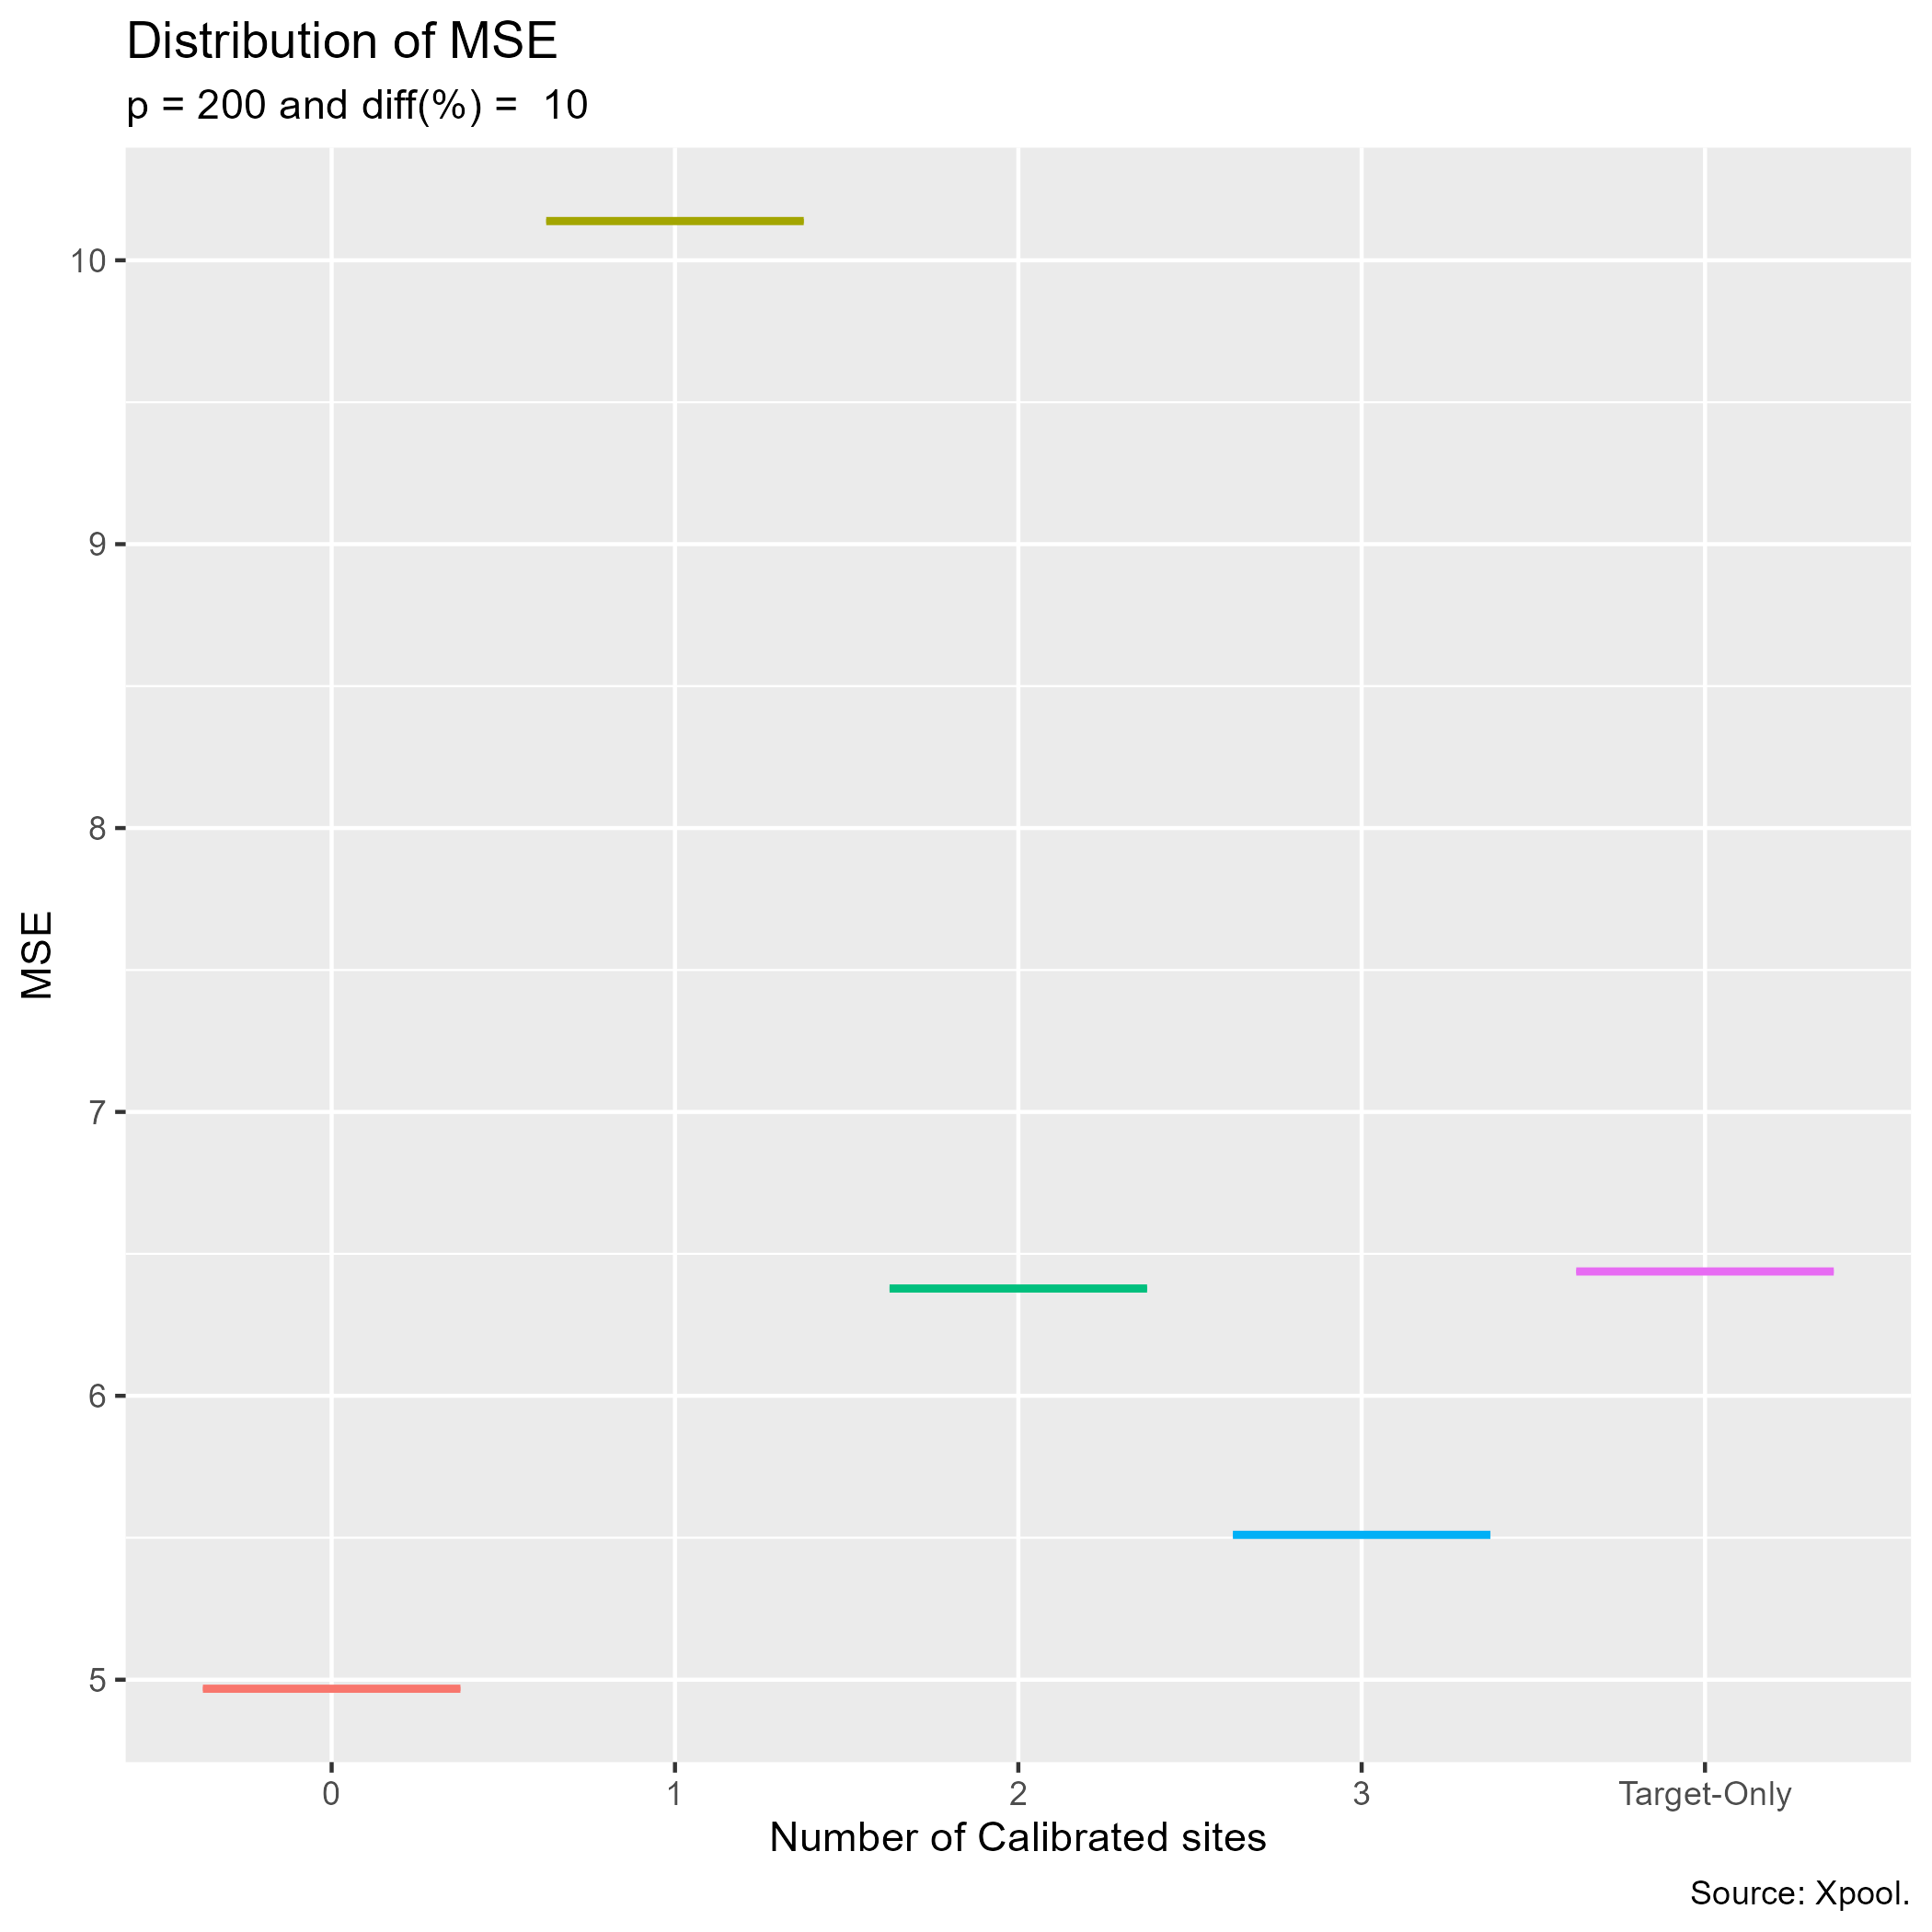 Distribution of MSE
p = 200 and diff(%) =  10
10
9
8
7
6
5
MSE
0 1 2 3 Target-Only
Number of Calibrated sites
Source: Xpool.